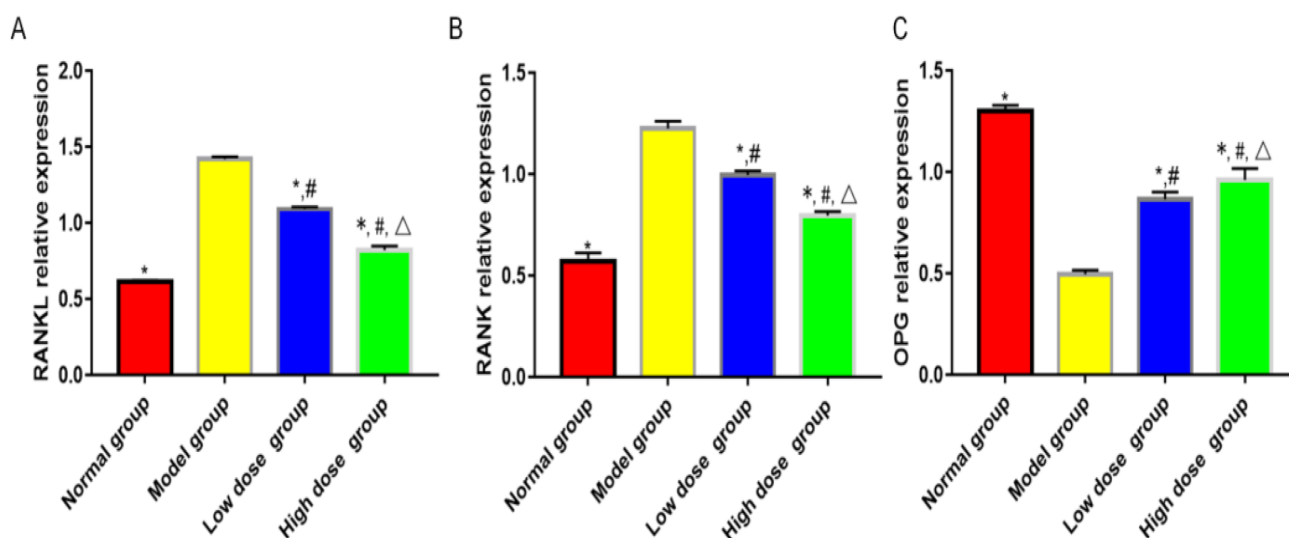 A
RANKL relative expression
2.0
1.5
1.0
0.5
0.0
*
*,#
*, #, △
Normal group
Model group
Low dose group
High dose group
B
RANK relative expression
1.5
1.0
0.5
0.0
*
*,#
*, #, △
Normal group
Model group
Low dose group
High dose group
C
OPG relative expression
1.5
1.0
0.5
0.0
*
*,#
*, #, △
Normal group
Model group
Low dose group
High dose group